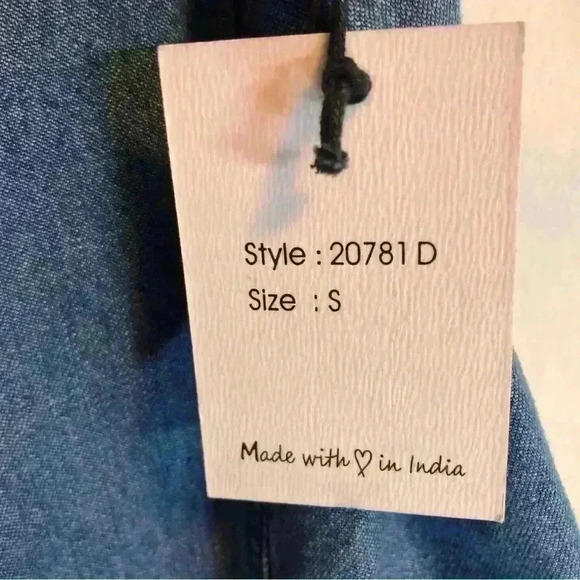 Style : 20781 D
Size : S
Made with ♡ in India